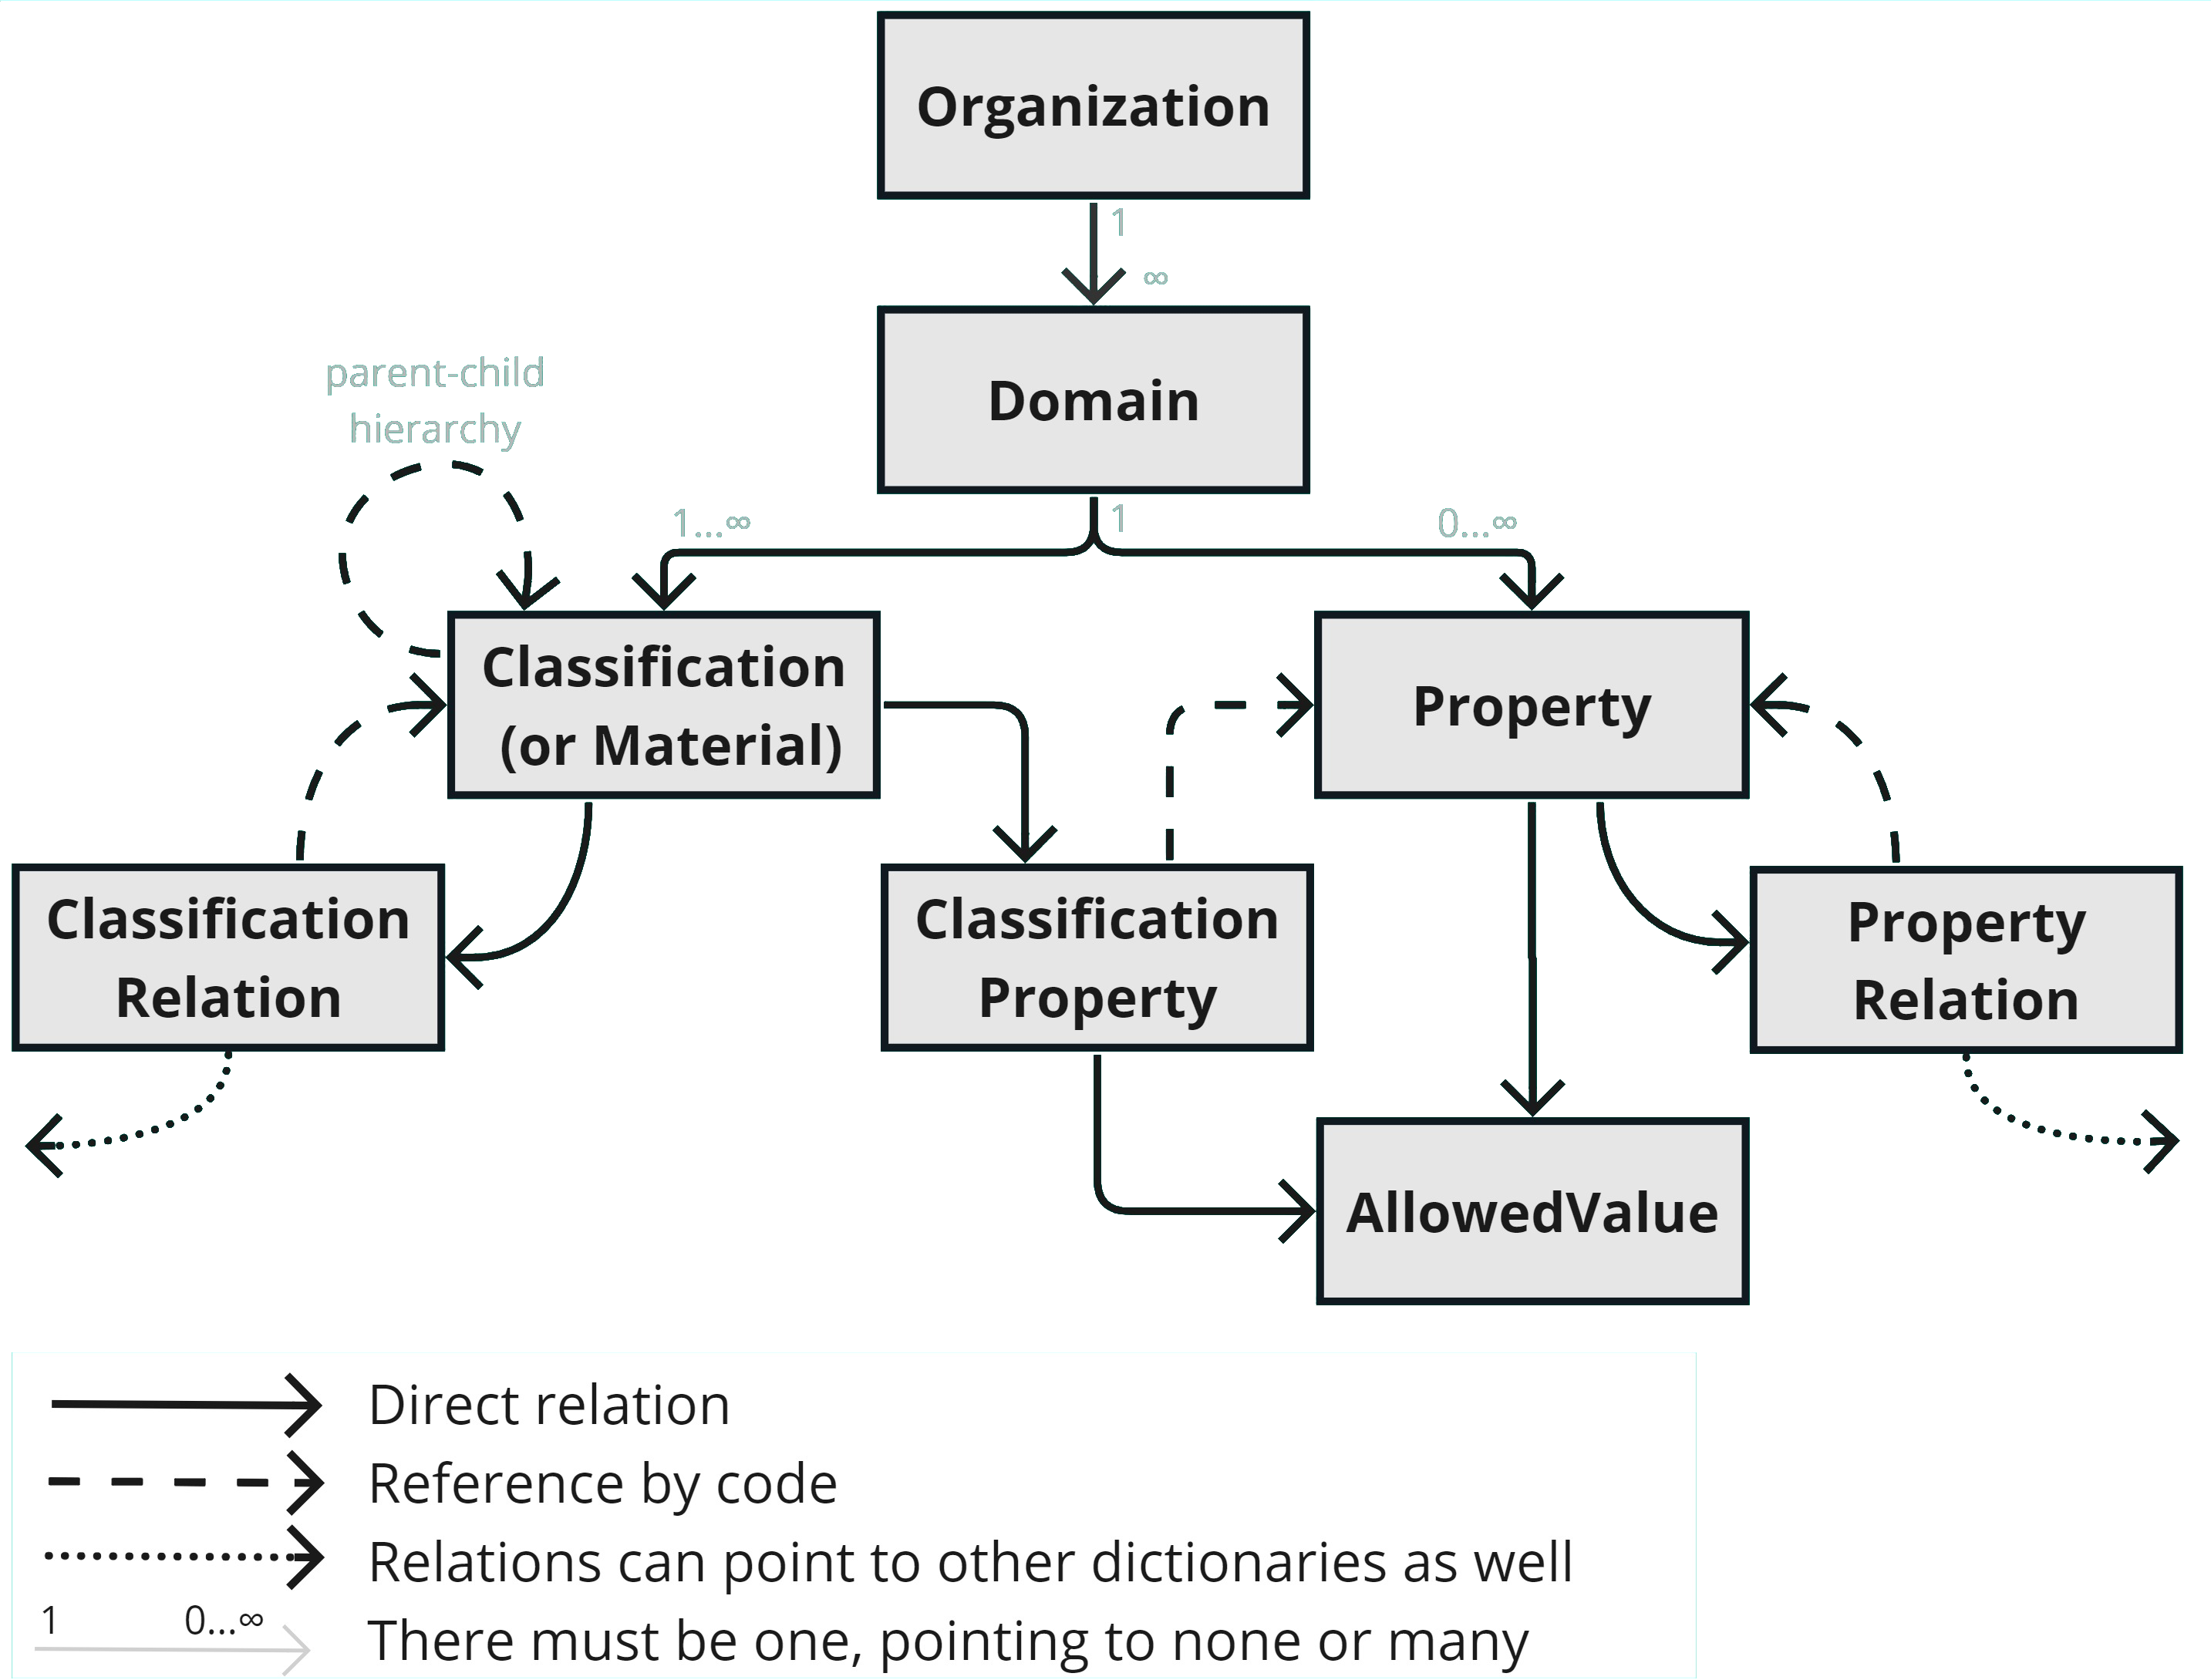 Organization
1
∞
Domain
parent-child
hierarchy
1...∞
1
0...∞
Classification
(or Material)
Property
Classification
Relation
Classification
Property
Property
Relation
AllowedValue
Direct relation
Reference by code
Relations can point to other dictionaries as well
1
0...∞
There must be one, pointing to none or many